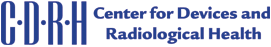 C·D·R·H Center for Devices and
Radiological Health